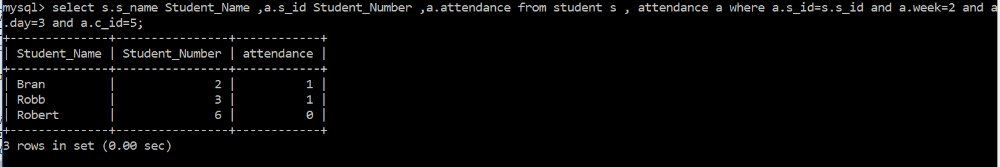 mysql> select s.s_name Student_Name ,a.s_id Student_Number ,a.attendance from student s , attendance a where a.s_id=s.s_id and a.week=2 and a
.day=3 and a.c_id=5;
+--------------+----------------+------------+
| Student_Name | Student_Number | attendance |
+--------------+----------------+------------+
| Bran         |              2 |          1 |
| Robb         |              3 |          1 |
| Robert       |              6 |          0 |
+--------------+----------------+------------+
3 rows in set (0.00 sec)